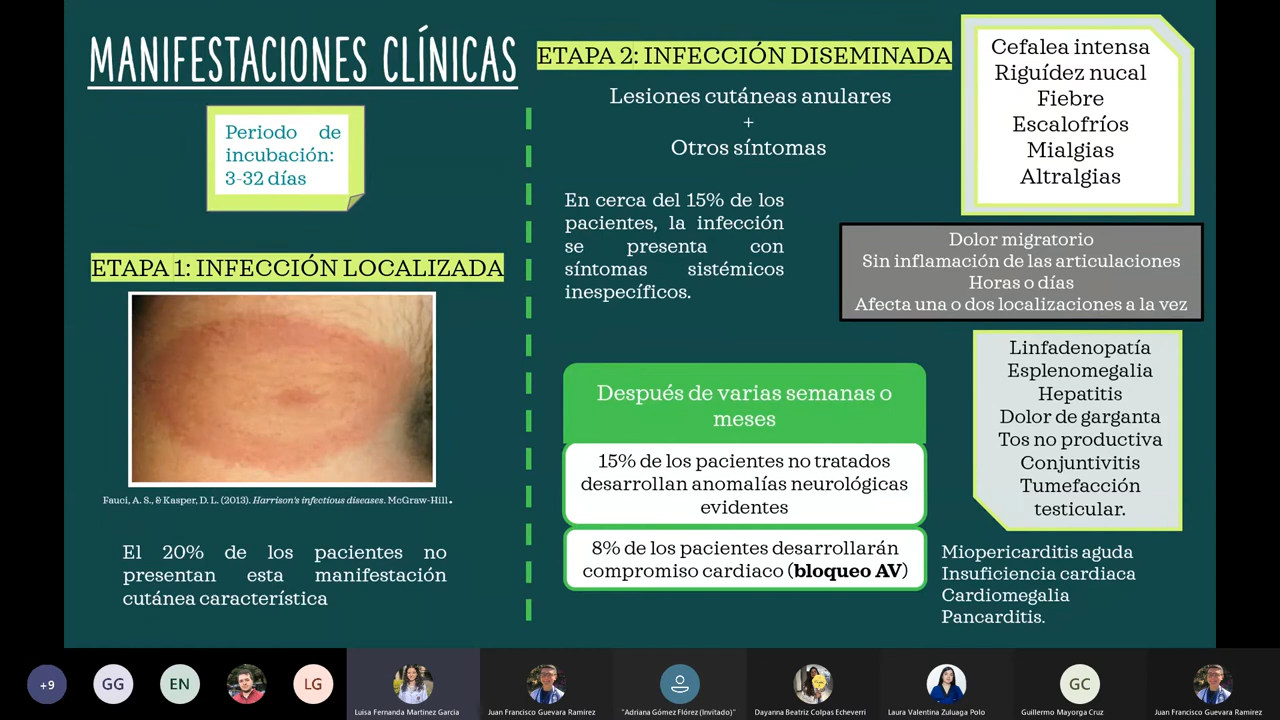 MANIFESTACIONES CLÍNICAS
Periodo de
incubación:
3-32 días
ETAPA 1: INFECCIÓN LOCALIZADA
Fauci, A. S., & Kasper, D. L. (2013). Harrison's infectious diseases. McGraw-Hill.
El 20% de los pacientes no
presentan esta manifestación
cutánea característica
ETAPA 2: INFECCIÓN DISEMINADA
Lesiones cutáneas anulares
+
Otros síntomas
En cerca del 15% de los
pacientes, la infección
se presenta con
síntomas sistémicos
inespecíficos.
Después de varias semanas o
meses
15% de los pacientes no tratados
desarrollan anomalías neurológicas
evidentes
8% de los pacientes desarrollarán
compromiso cardiaco (bloqueo AV)
Cefalea intensa
Riguídez nucal
Fiebre
Escalofríos
Mialgias
Altralgias
Dolor migratorio
Sin inflamación de las articulaciones
Horas o días
Afecta una o dos localizaciones a la vez
Linfadenopatía
Esplenomegalia
Hepatitis
Dolor de garganta
Tos no productiva
Conjuntivitis
Tumefacción
testicular.
Miopericarditis aguda
Insuficiencia cardiaca
Cardiomegalia
Pancarditis.
+9
GG
EN
LG
Luisa Fernanda Martinez Garcia
Juan Francisco Guevara Ramirez
"Adriana Gómez Flórez (Invitado)"
Dayanna Beatriz Colpas Echeverri
Laura Valentina Zuluaga Polo
GC
Guillermo Mayorga Cruz
Juan Francisco Guevara Ramirez